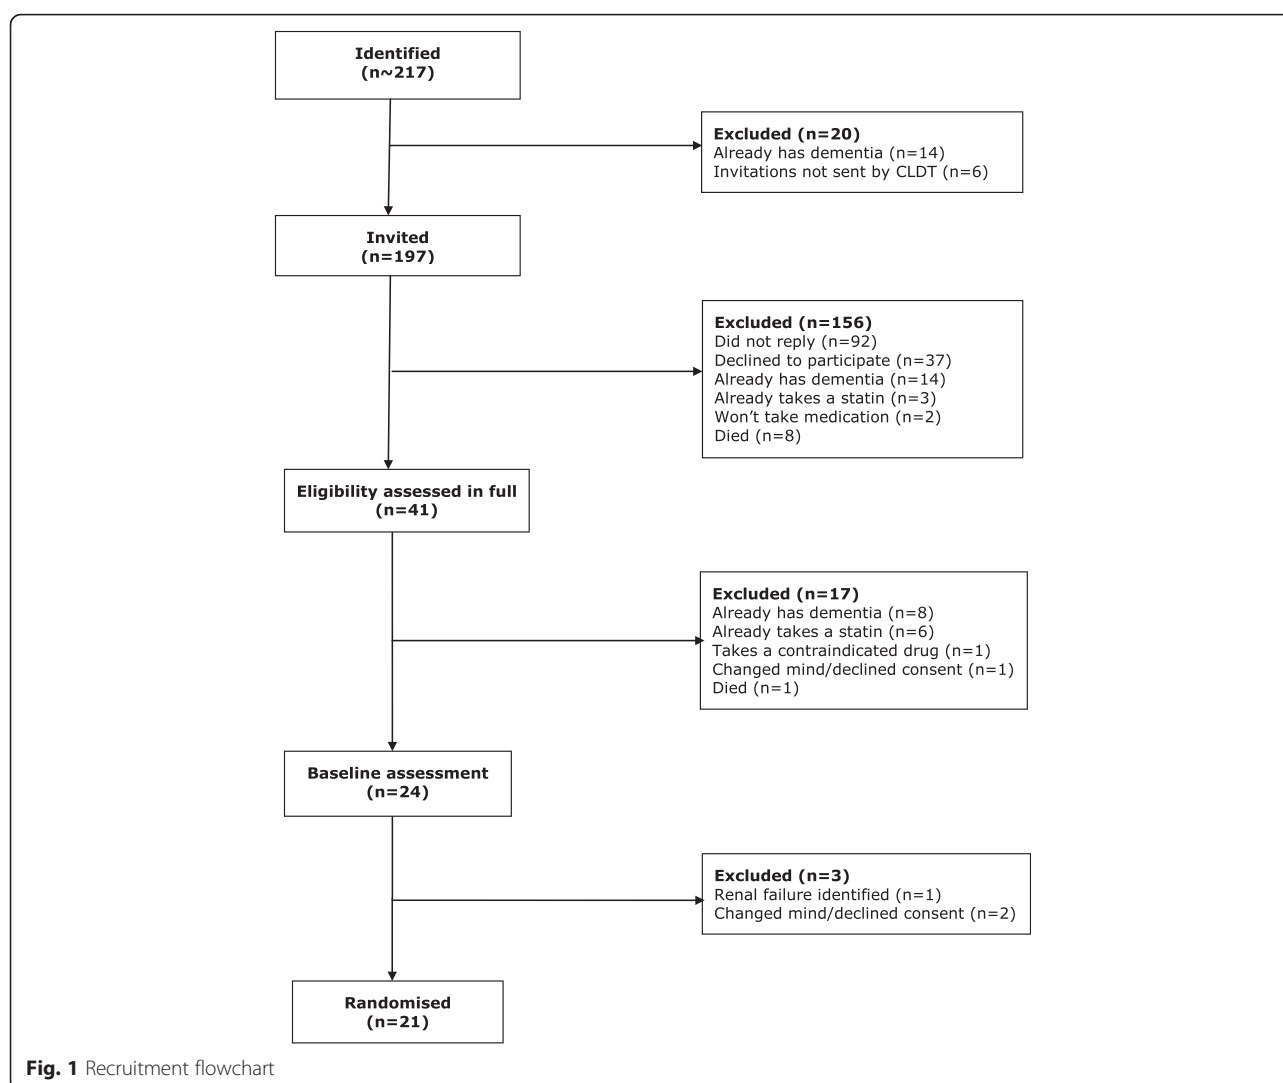 Identified
(n~217)
Excluded (n=20)
Already has dementia (n=14)
Invitations not sent by CLDT (n=6)
Invited
(n=197)
Excluded (n=156)
Did not reply (n=92)
Declined to participate (n=37)
Already has dementia (n=14)
Already takes a statin (n=3)
Won’t take medication (n=2)
Died (n=8)
Eligibility assessed in full
(n=41)
Excluded (n=17)
Already has dementia (n=8)
Already takes a statin (n=6)
Takes a contraindicated drug (n=1)
Changed mind/declined consent (n=1)
Died (n=1)
Baseline assessment
(n=24)
Excluded (n=3)
Renal failure identified (n=1)
Changed mind/declined consent (n=2)
Randomised
(n=21)
Fig. 1 Recruitment flowchart